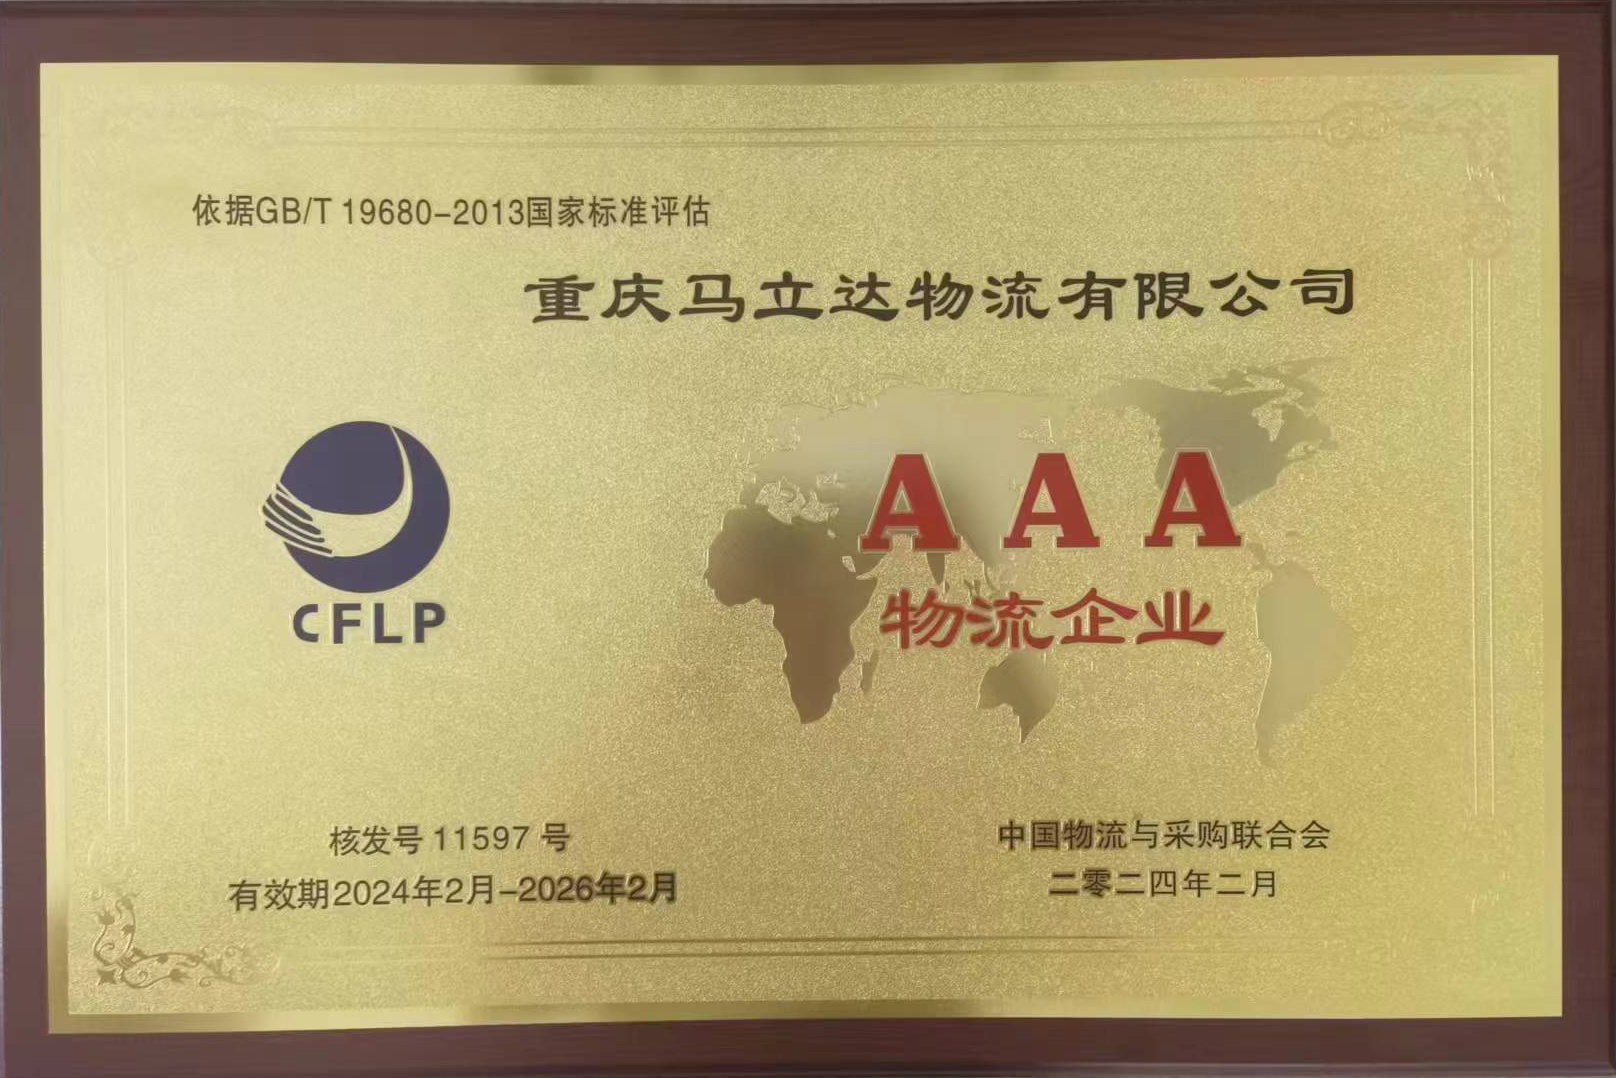 依据GB/T 19680-2013国家标准评估
重庆马立达物流有限公司
A A A
物流企业
CFLP
核发号 11597 号
有效期2024年2月-2026年2月
中国物流与采购联合会
二零二四年二月